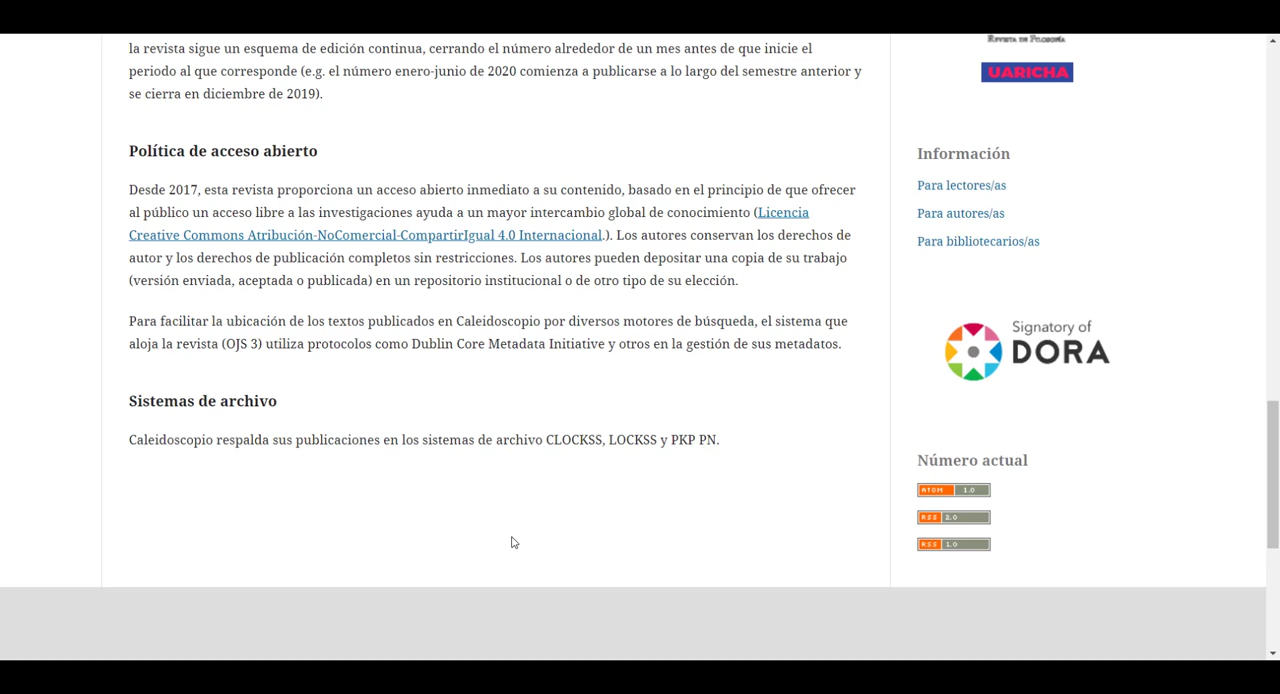 la revista sigue un esquema de edición continua, cerrando el número alrededor de un mes antes de que inicie el
periodo al que corresponde (e.g. el número enero-junio de 2020 comienza a publicarse a lo largo del semestre anterior y
se cierra en diciembre de 2019).
Política de acceso abierto
Desde 2017, esta revista proporciona un acceso abierto inmediato a su contenido, basado en el principio de que ofrecer
al público un acceso libre a las investigaciones ayuda a un mayor intercambio global de conocimiento (Licencia
Creative Commons Atribución-NoComercial-CompartirIgual 4.0 Internacional.). Los autores conservan los derechos de
autor y los derechos de publicación completos sin restricciones. Los autores pueden depositar una copia de su trabajo
(versión enviada, aceptada o publicada) en un repositorio institucional o de otro tipo de su elección.
Para facilitar la ubicación de los textos publicados en Caleidoscopio por diversos motores de búsqueda, el sistema que
aloja la revista (OJS 3) utiliza protocolos como Dublin Core Metadata Initiative y otros en la gestión de sus metadatos.
Sistemas de archivo
Caleidoscopio respalda sus publicaciones en los sistemas de archivo CLOCKSS, LOCKSS y PKP PN.
Revista de Filosofía
UARICHA
Información
Para lectores/as
Para autores/as
Para bibliotecarios/as
Signatory of
DORA
Número actual
ATOM 1.0
RSS 2.0
RSS 1.0